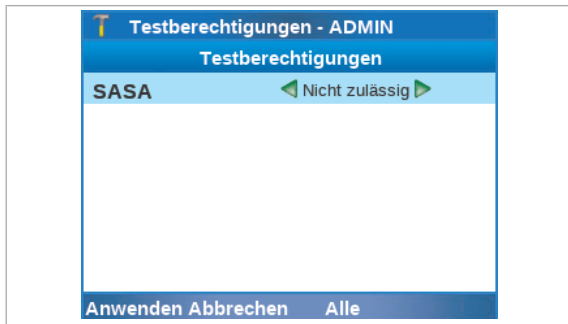 Testberechtigungen - ADMIN
Testberechtigungen
SASA Nicht zulässig
Anwenden Abbrechen Alle